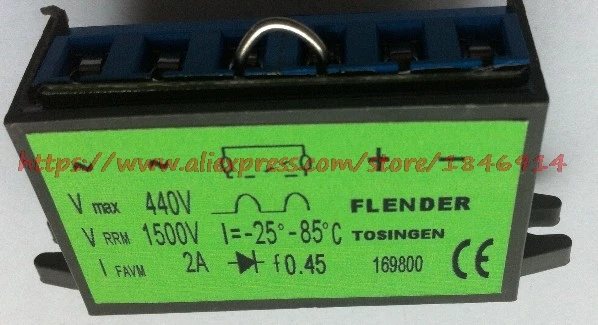 ~ ~ + −
https://www.aliexpress.com/store/1846914
V max 440V FLENDER
V RRM 1500V I=-25°-85°C TOSINGEN
I FAVM 2A f0.45 169800 CE